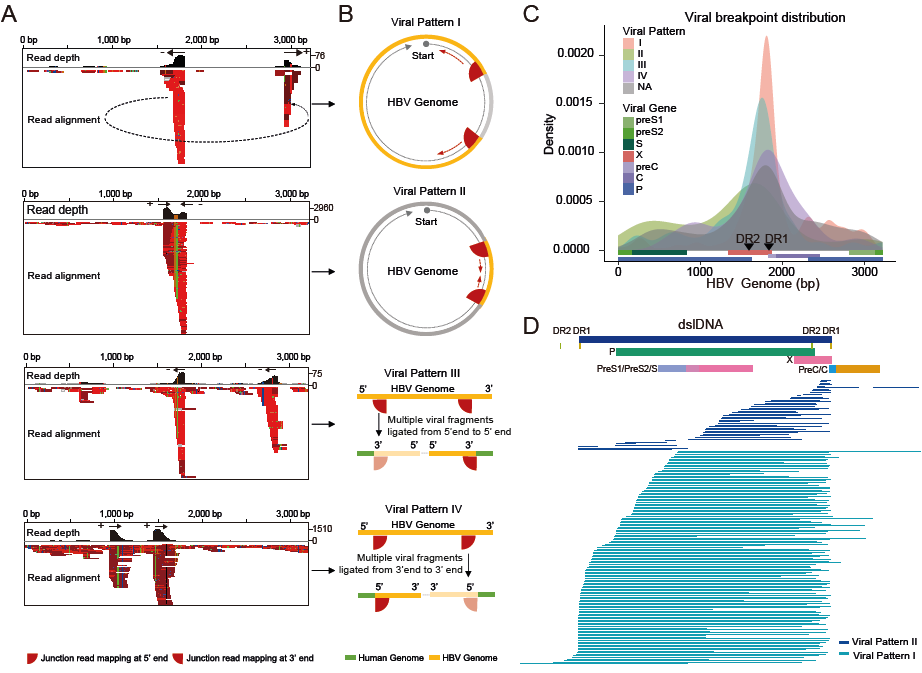 A
0 bp 1,000 bp 2,000 bp 3,000 bp
Read depth
- +
76
0
Read alignment
0 bp 1,000 bp 2,000 bp 3,000 bp
Read depth
+ -
2960
0
Read alignment
0 bp 1,000 bp 2,000 bp 3,000 bp
Read depth
- -
75
0
Read alignment
0 bp 1,000 bp 2,000 bp 3,000 bp
Read depth
+ +
1510
0
Read alignment
Junction read mapping at 5' end
Junction read mapping at 3' end
B
Viral Pattern I
Start
HBV Genome
Viral Pattern II
Start
HBV Genome
Viral Pattern III
5' HBV Genome 3'
Multiple viral fragments
ligated from 5'end to 5' end
3' 5' 5' 3'
Viral Pattern IV
5' HBV Genome 3'
Multiple viral fragments
ligated from 3'end to 3' end
5' 3' 3' 5'
Human Genome
HBV Genome
C
Viral breakpoint distribution
Viral Pattern
I
II
III
IV
NA
Viral Gene
preS1
preS2
S
X
preC
C
P
Density
0.0020
0.0015
0.0010
0.0005
0.0000
DR2 DR1
0 1000 2000 3000
HBV Genome (bp)
D
dslDNA
DR2 DR1 DR2 DR1
P
X
PreS1/PreS2/S PreC/C
Viral Pattern II
Viral Pattern I